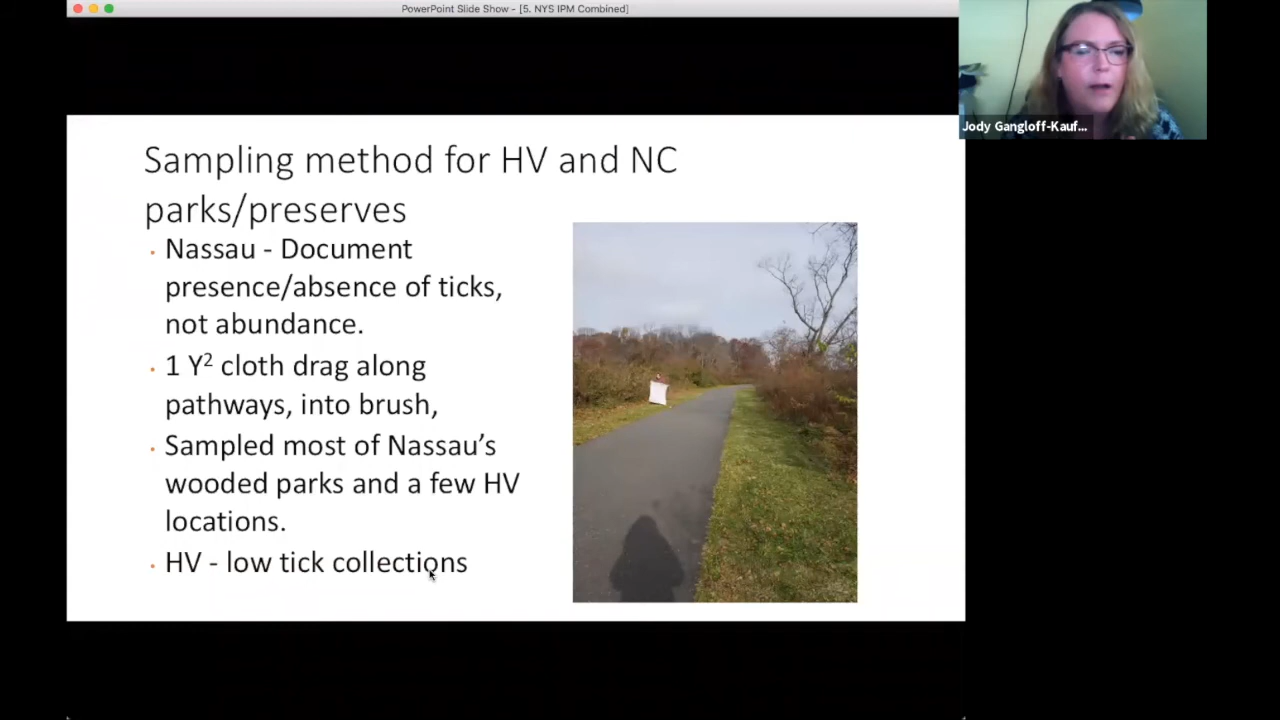 PowerPoint Slide Show - [5. NYS IPM Combined]
Jody Gangloff-Kauf...
Sampling method for HV and NC
parks/preserves
· Nassau - Document
presence/absence of ticks,
not abundance.
· 1 Y² cloth drag along
pathways, into brush,
· Sampled most of Nassau’s
wooded parks and a few HV
locations.
· HV - low tick collections